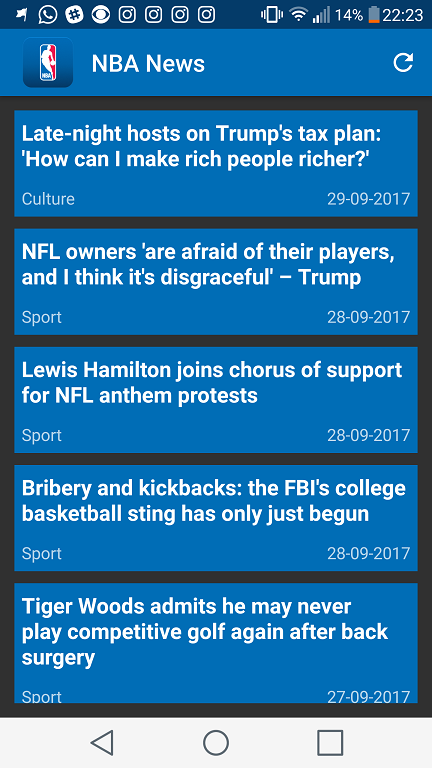 14% 22:23
NBA
NBA News
Late-night hosts on Trump's tax plan:
'How can I make rich people richer?'
Culture 29-09-2017
NFL owners 'are afraid of their players,
and I think it's disgraceful' – Trump
Sport 28-09-2017
Lewis Hamilton joins chorus of support
for NFL anthem protests
Sport 28-09-2017
Bribery and kickbacks: the FBI's college
basketball sting has only just begun
Sport 28-09-2017
Tiger Woods admits he may never
play competitive golf again after back
surgery
Sport 27-09-2017